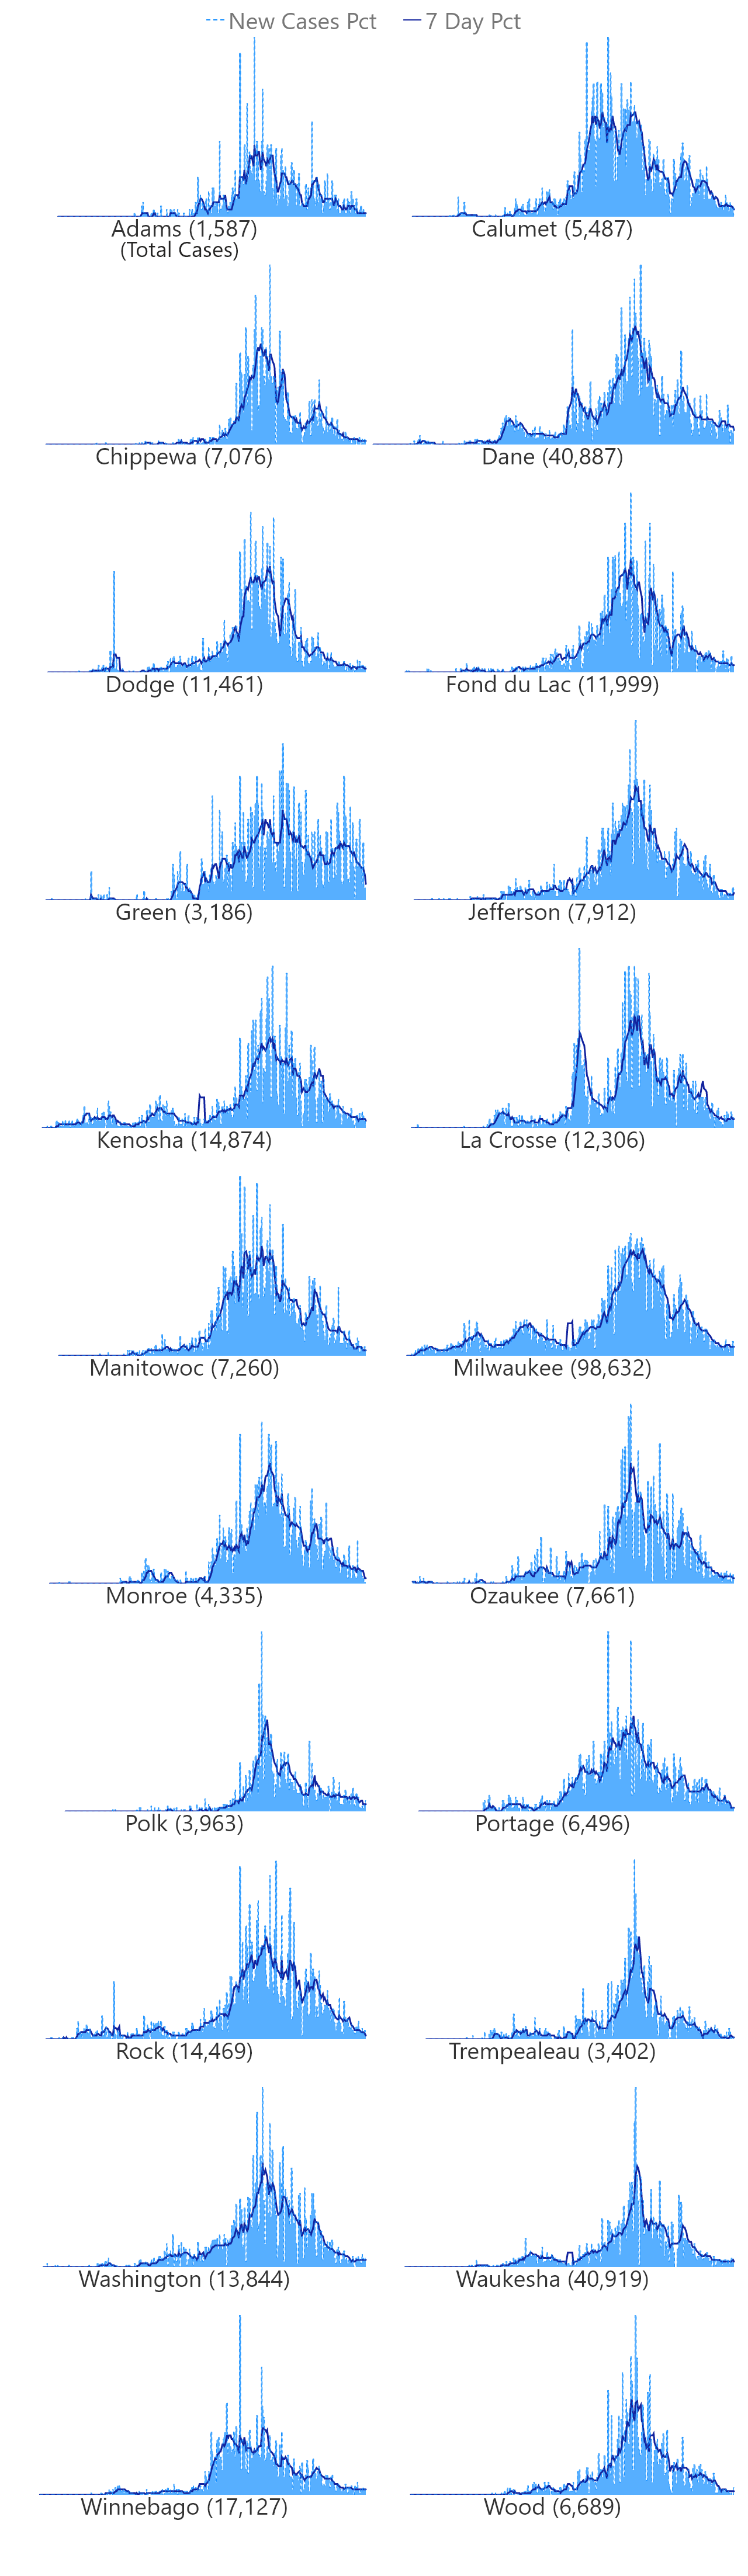 New Cases Pct 7 Day Pct
Adams (1,587) Calumet (5,487)
(Total Cases)
Chippewa (7,076) Dane (40,887)
Dodge (11,461) Fond du Lac (11,999)
Green (3,186) Jefferson (7,912)
Kenosha (14,874) La Crosse (12,306)
Manitowoc (7,260) Milwaukee (98,632)
Monroe (4,335) Ozaukee (7,661)
Polk (3,963) Portage (6,496)
Rock (14,469) Trempealeau (3,402)
Washington (13,844) Waukesha (40,919)
Winnebago (17,127) Wood (6,689)